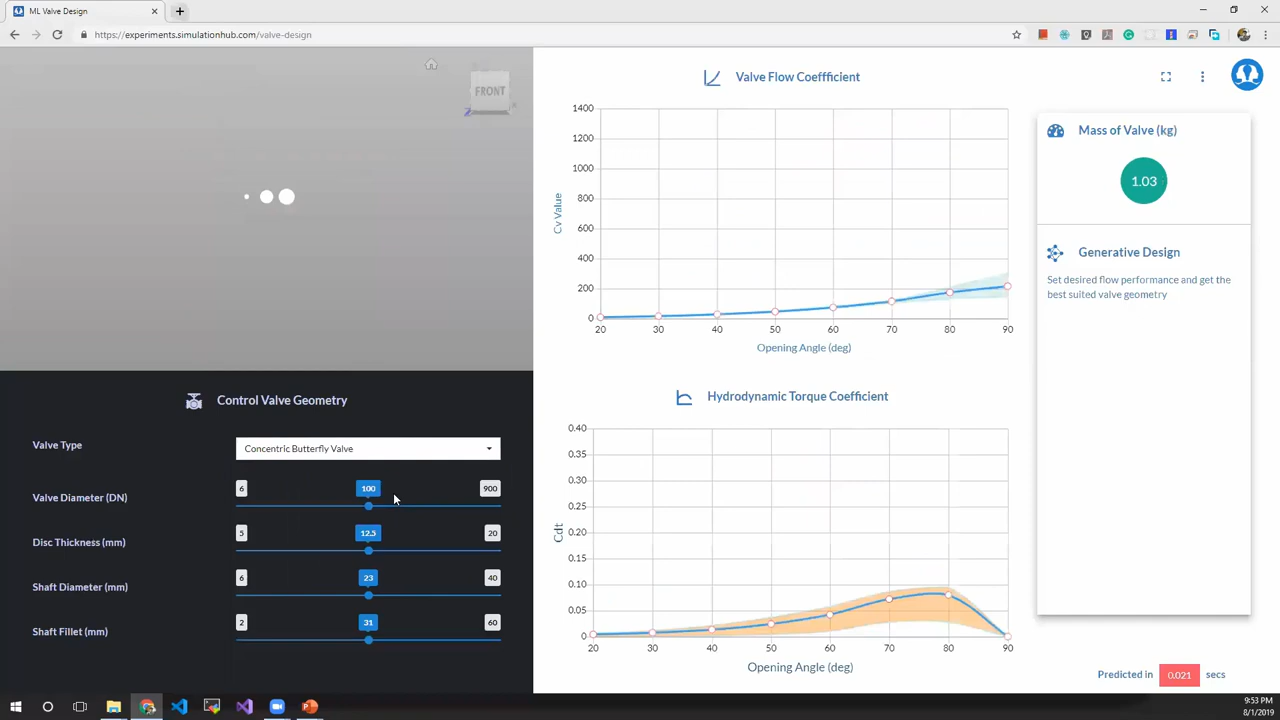 ML Valve Design
https://experiments.simulationhub.com/valve-design
FRONT
Z
Control Valve Geometry
Valve Type
Concentric Butterfly Valve
Valve Diameter (DN)
6
100
900
Disc Thickness (mm)
5
12.5
20
Shaft Diameter (mm)
6
23
40
Shaft Fillet (mm)
2
31
60
Valve Flow Coeffficient
1400
1200
1000
800
600
400
200
0
Cv Value
20 30 40 50 60 70 80 90
Opening Angle (deg)
Hydrodynamic Torque Coefficient
0.40
0.35
0.30
0.25
0.20
0.15
0.10
0.05
0
Cdt
20 30 40 50 60 70 80 90
Opening Angle (deg)
Mass of Valve (kg)
1.03
Generative Design
Set desired flow performance and get the
best suited valve geometry
Predicted in 0.021 secs
9:53 PM
8/1/2019